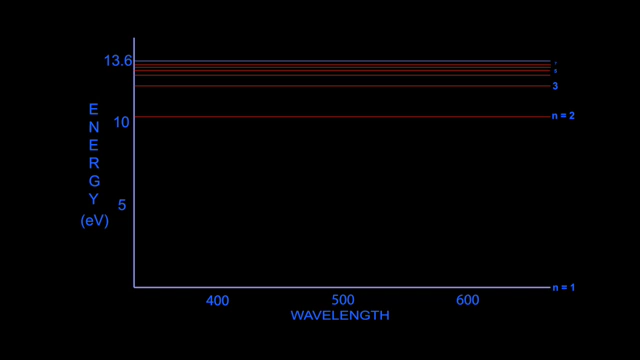 13.6
3
n = 2
10
E
N
E
R
G
Y
(eV)
5
n = 1
400 500 600
WAVELENGTH